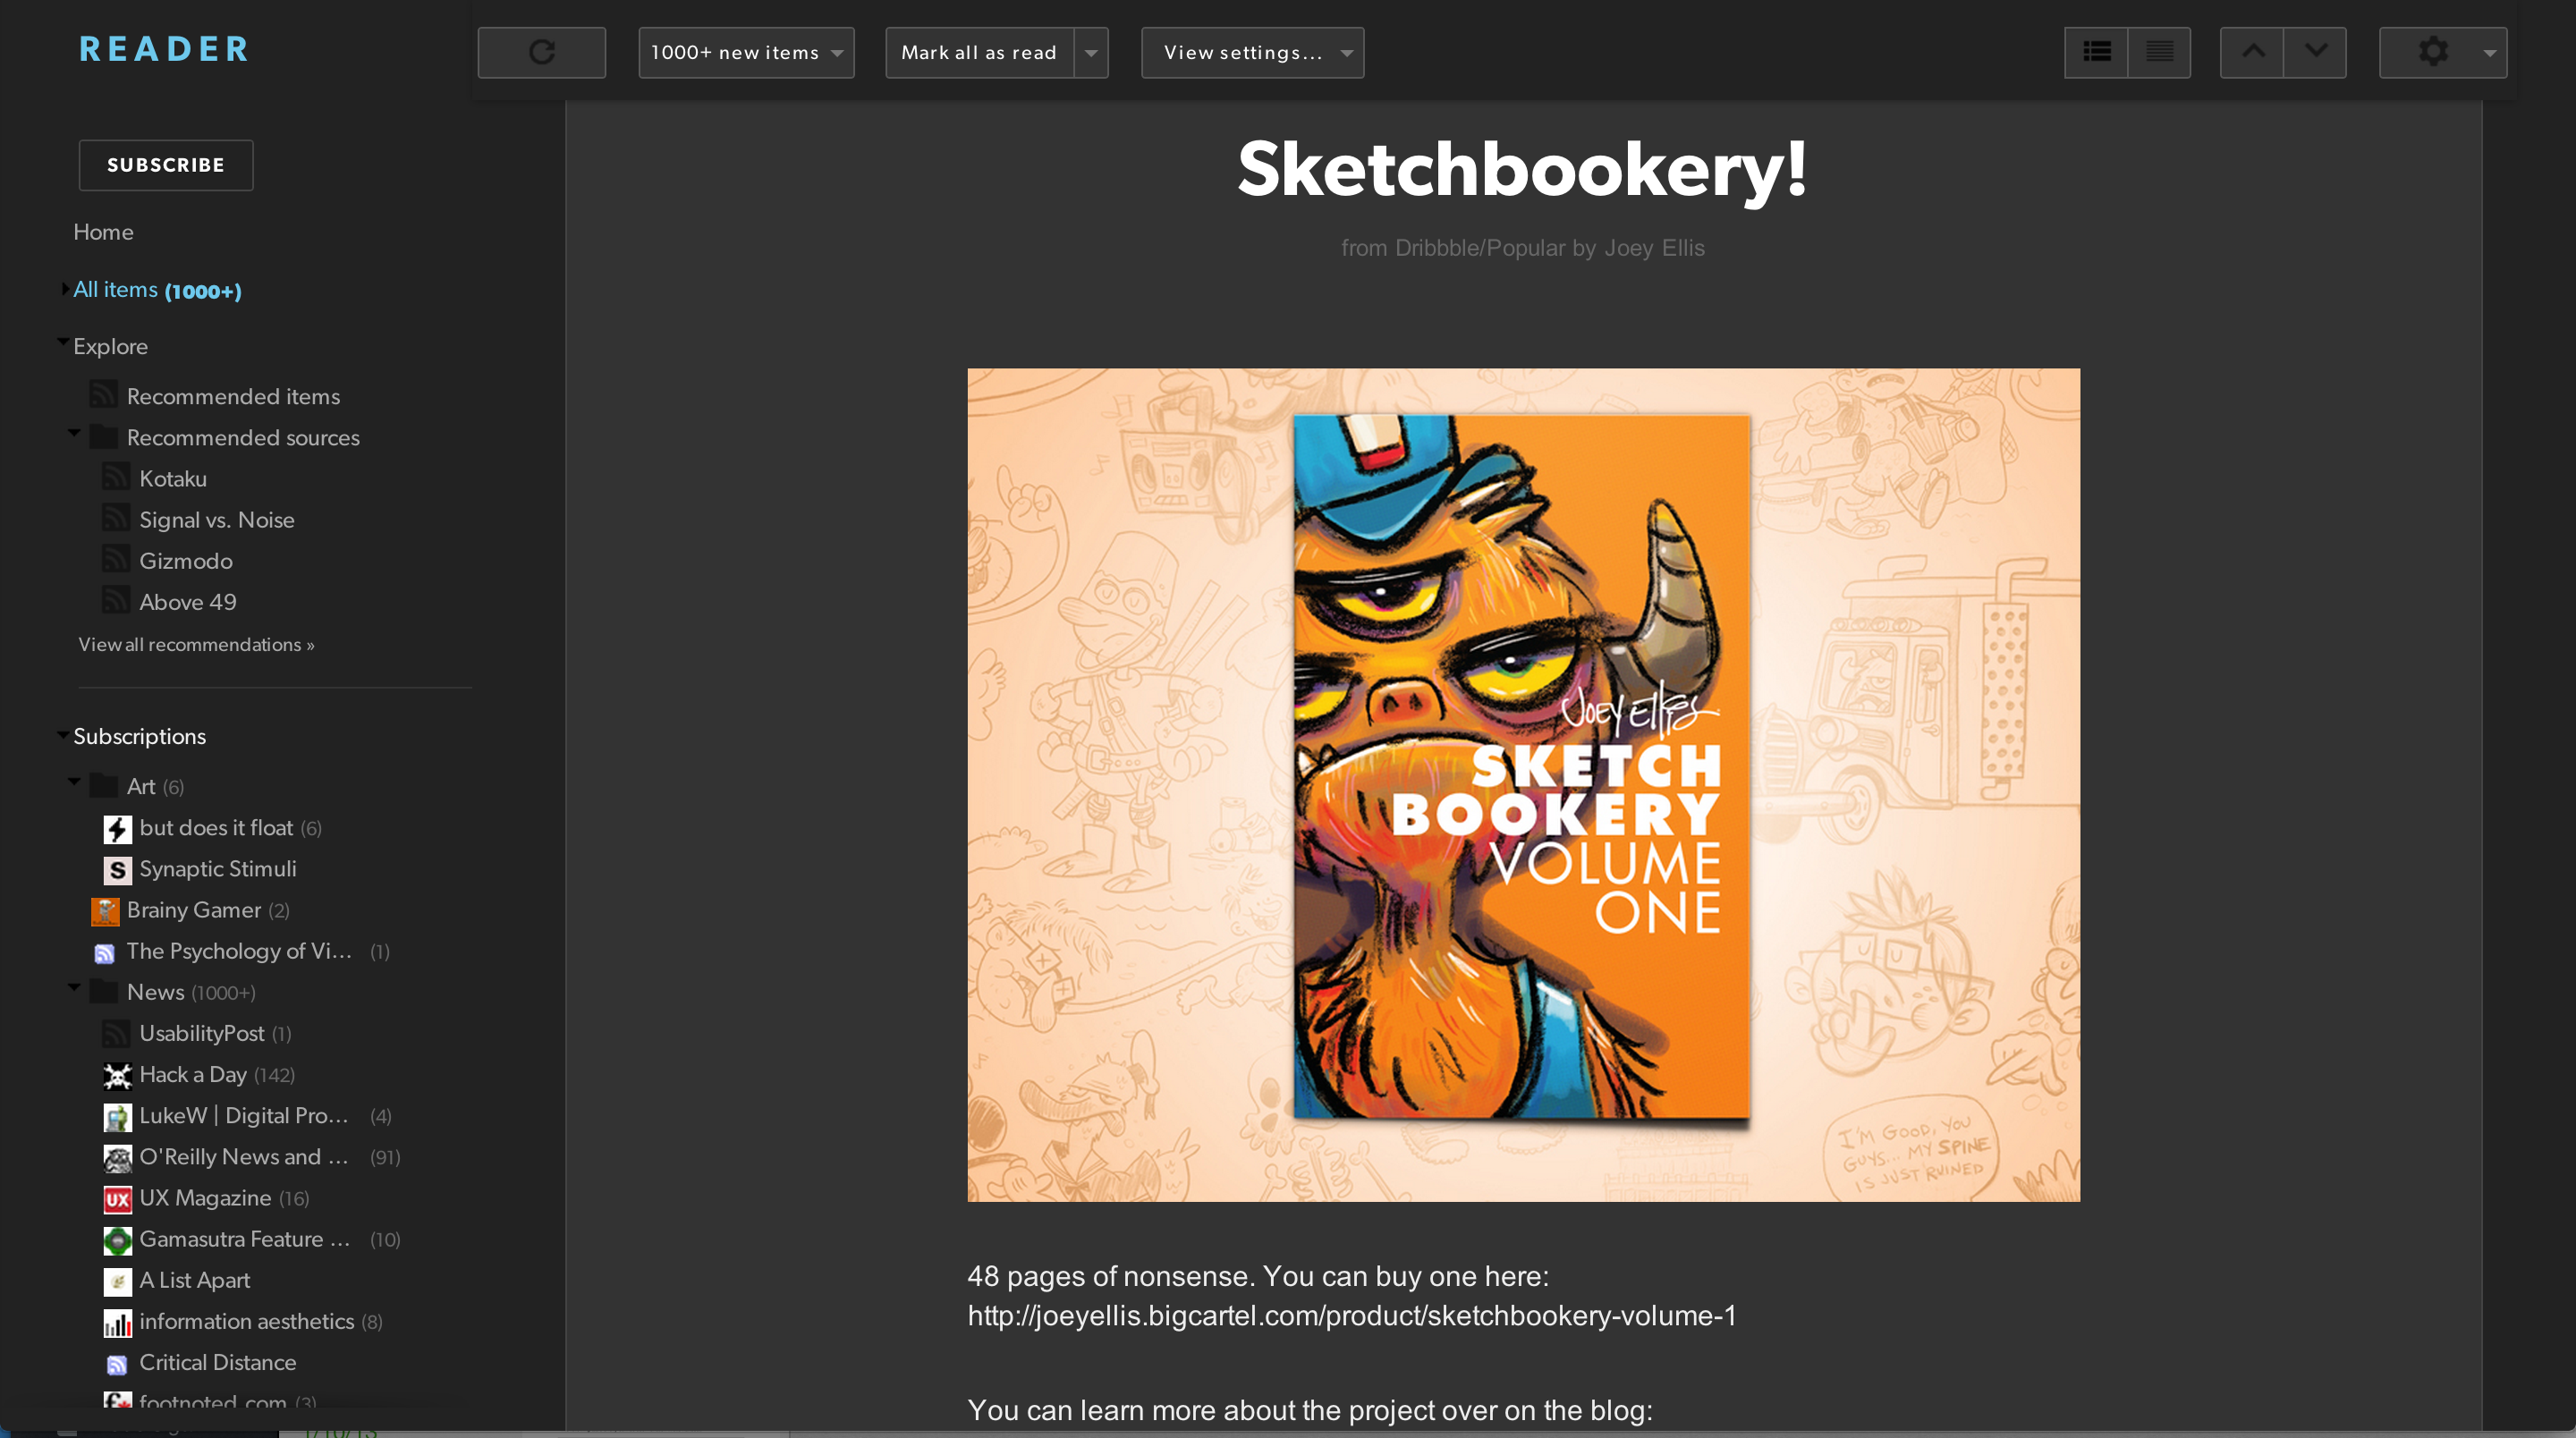 READER
1000+ new items
Mark all as read
View settings...
SUBSCRIBE
Home
All items (1000+)
Explore
Recommended items
Recommended sources
Kotaku
Signal vs. Noise
Gizmodo
Above 49
View all recommendations »
Subscriptions
Art (6)
but does it float (6)
S Synaptic Stimuli
Brainy Gamer (2)
The Psychology of Vi... (1)
News (1000+)
UsabilityPost (1)
Hack a Day (142)
LukeW | Digital Pro... (4)
O'Reilly News and ... (91)
UX UX Magazine (16)
Gamasutra Feature ... (10)
A List Apart
information aesthetics (8)
Critical Distance
footnoted.com (3)
Sketchbookery!
from Dribbble/Popular by Joey Ellis
JOEY Ellis
SKETCH
BOOKERY
VOLUME
ONE
I'M GOOD, YOU
GUYS... MY SPINE
IS JUST RUINED
48 pages of nonsense. You can buy one here:
http://joeyellis.bigcartel.com/product/sketchbookery-volume-1
You can learn more about the project over on the blog: